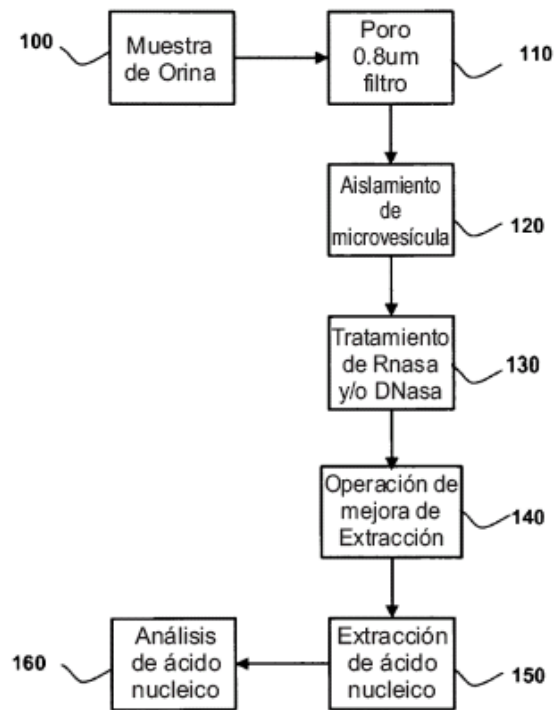 100
Muestra
de Orina
Poro
0.8um
filtro
110
Aislamiento
de
microvesícula
120
Tratamiento
de Rnasa
y/o DNasa
130
Operación de
mejora de
Extracción
140
160
Análisis
de ácido
nucleico
Extracción
de ácido
nucleico
150